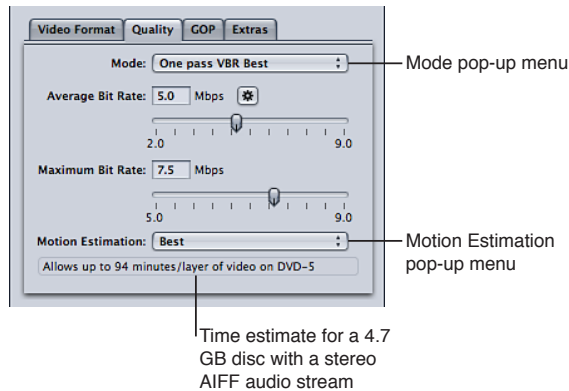 Video Format Quality GOP Extras
Mode: One pass VBR Best
Mode pop-up menu
Average Bit Rate: 5.0 Mbps
2.0 9.0
Maximum Bit Rate: 7.5 Mbps
5.0 9.0
Motion Estimation: Best
Motion Estimation
pop-up menu
Allows up to 94 minutes/layer of video on DVD-5
Time estimate for a 4.7
GB disc with a stereo
AIFF audio stream